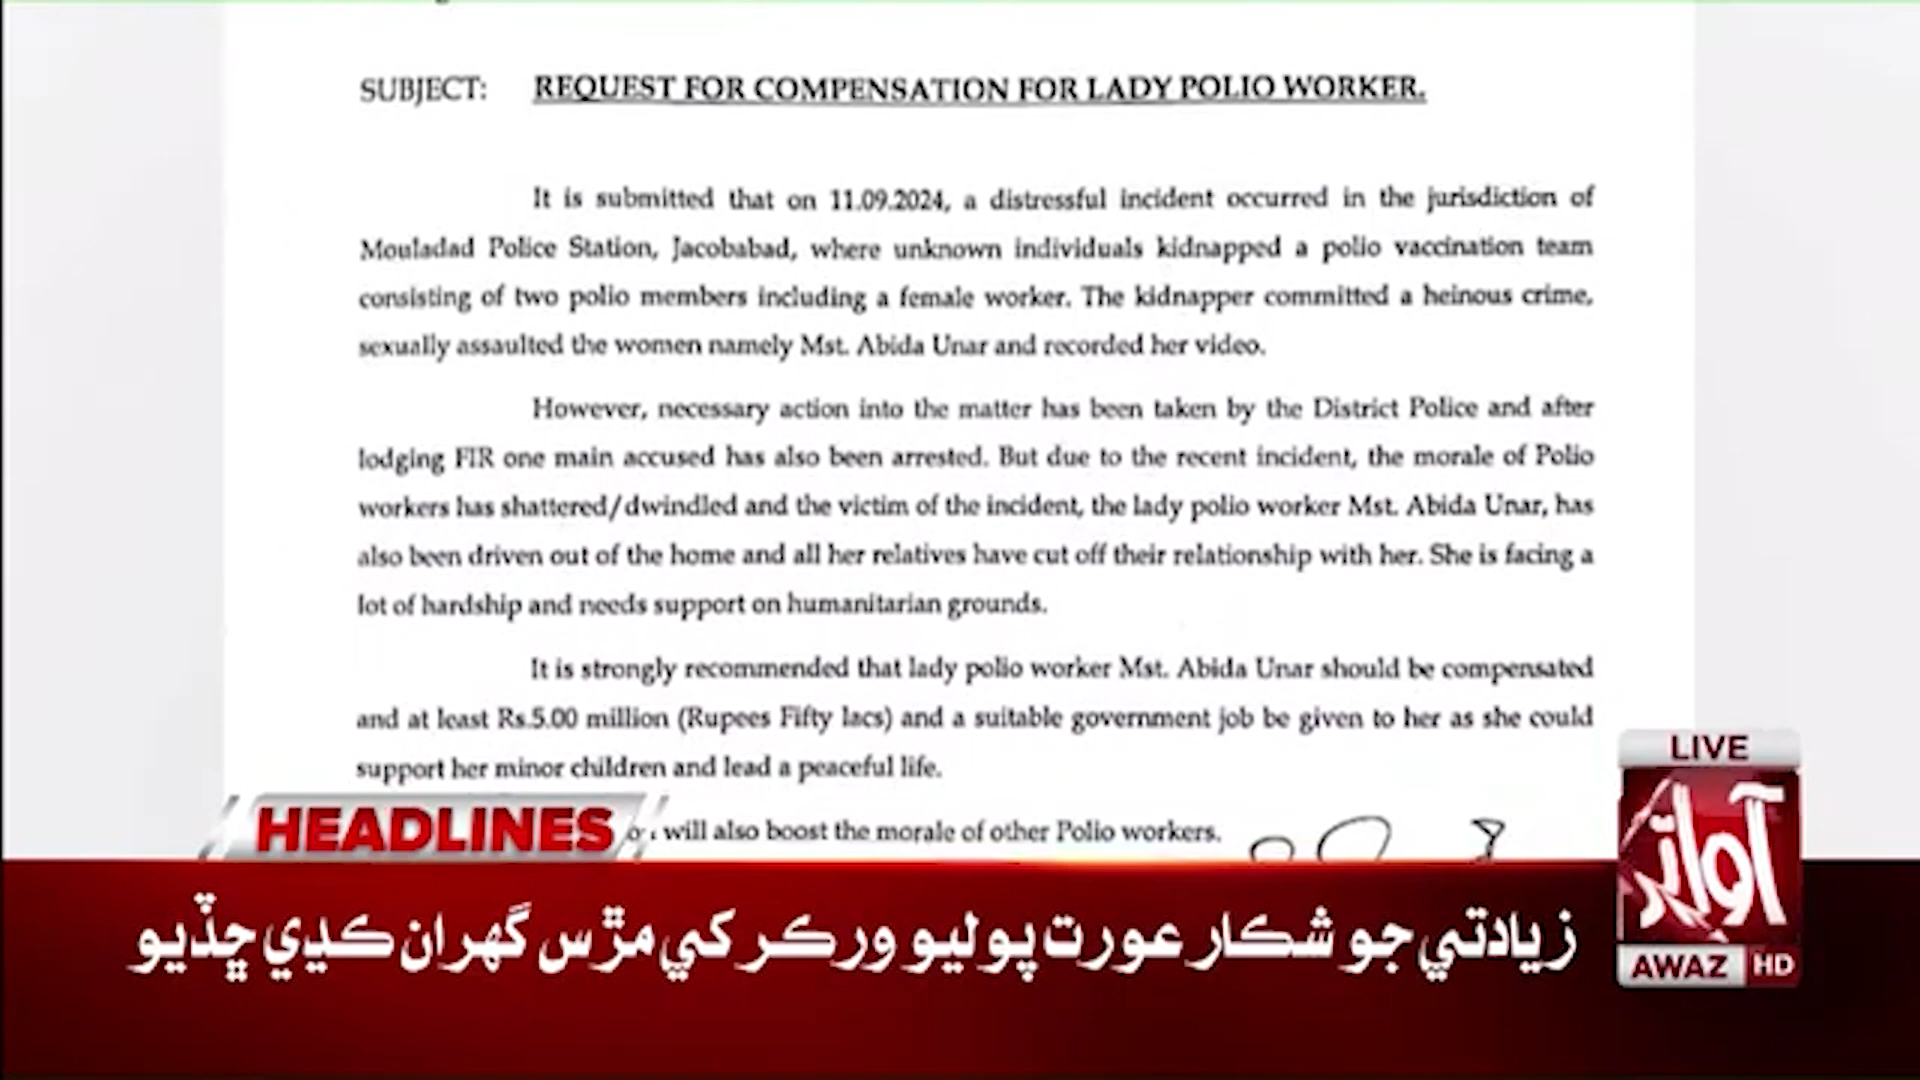 SUBJECT: REQUEST FOR COMPENSATION FOR LADY POLIO WORKER.
It is submitted that on 11.09.2024, a distressful incident occurred in the jurisdiction of
Mouladad Police Station, Jacobabad, where unknown individuals kidnapped a polio vaccination team
consisting of two polio members including a female worker. The kidnapper committed a heinous crime,
sexually assaulted the women namely Mst. Abida Unar and recorded her video.
However, necessary action into the matter has been taken by the District Police and after
lodging FIR one main accused has also been arrested. But due to the recent incident, the morale of Polio
workers has shattered/dwindled and the victim of the incident, the lady polio worker Mst. Abida Unar, has
also been driven out of the home and all her relatives have cut off their relationship with her. She is facing a
lot of hardship and needs support on humanitarian grounds.
It is strongly recommended that lady polio worker Mst. Abida Unar should be compensated
and at least Rs.5.00 million (Rupees Fifty lacs) and a suitable government job be given to her as she could
support her minor children and lead a peaceful life.
will also boost the morale of other Polio workers.
HEADLINES
زيادتي جو شڪار عورت پوليو ورڪر کي مڙس گهران ڪڍي ڇڏيو
LIVE
آواز
AWAZ HD